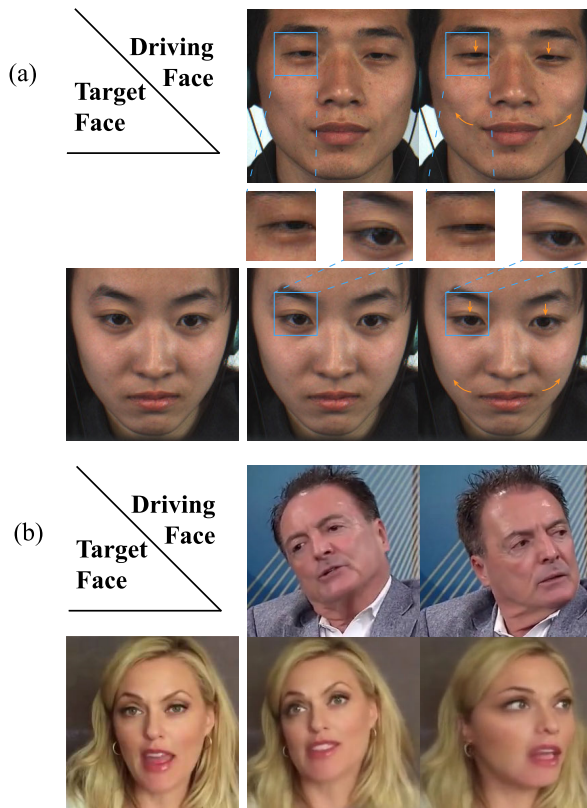 (a)
Driving
Face
Target
Face
(b)
Driving
Face
Target
Face